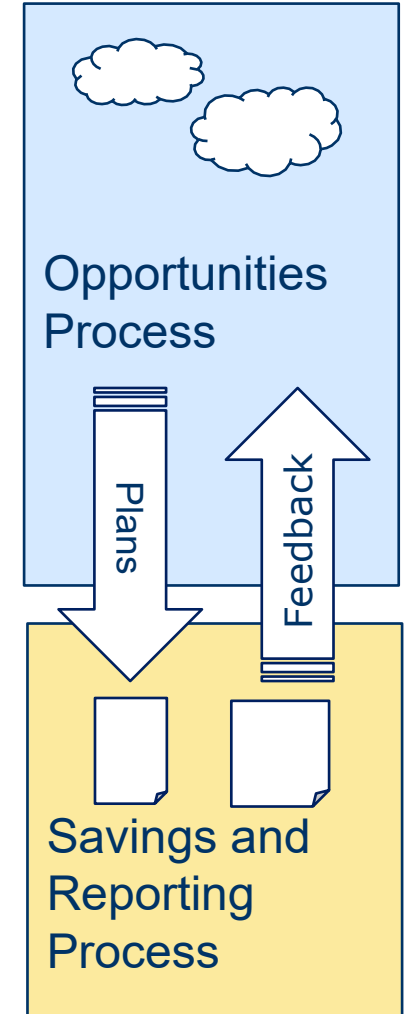 Opportunities
Process
Plans
Feedback
Savings and
Reporting
Process